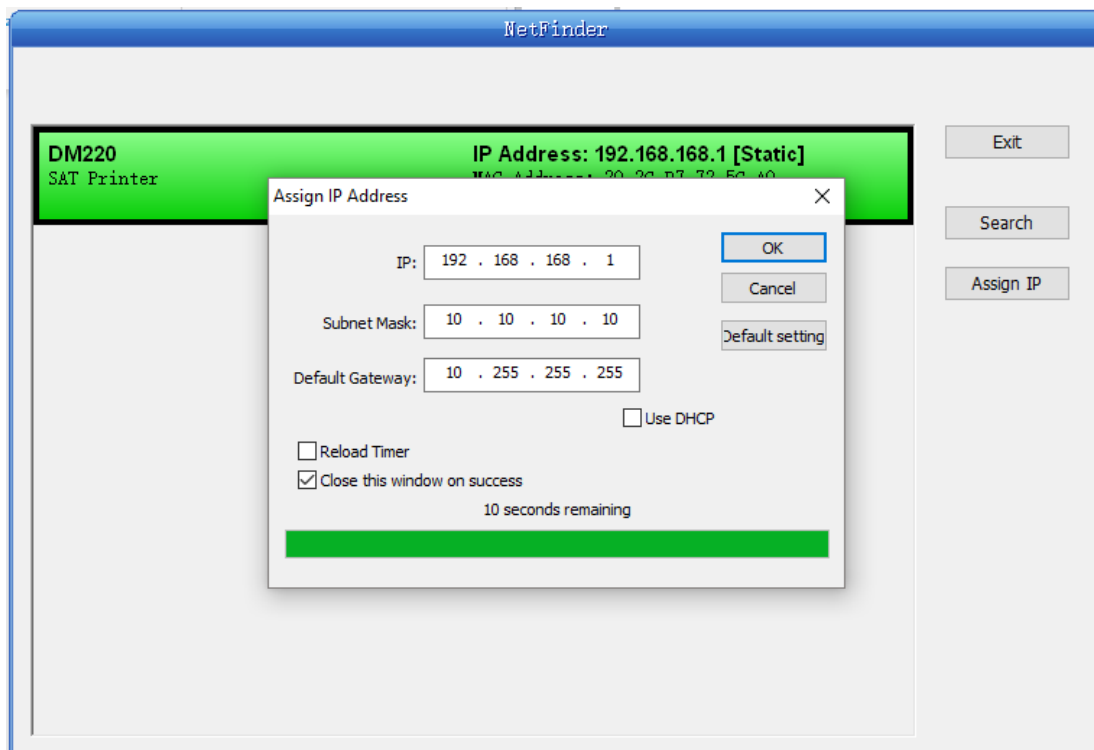 NetFinder
DM220
SAT Printer
IP Address: 192.168.168.1 [Static]
Exit
Search
Assign IP
Assign IP Address
IP: 192 . 168 . 168 . 1
OK
Cancel
Subnet Mask: 10 . 10 . 10 . 10
Default setting
Default Gateway: 10 . 255 . 255 . 255
Use DHCP
Reload Timer
Close this window on success
10 seconds remaining